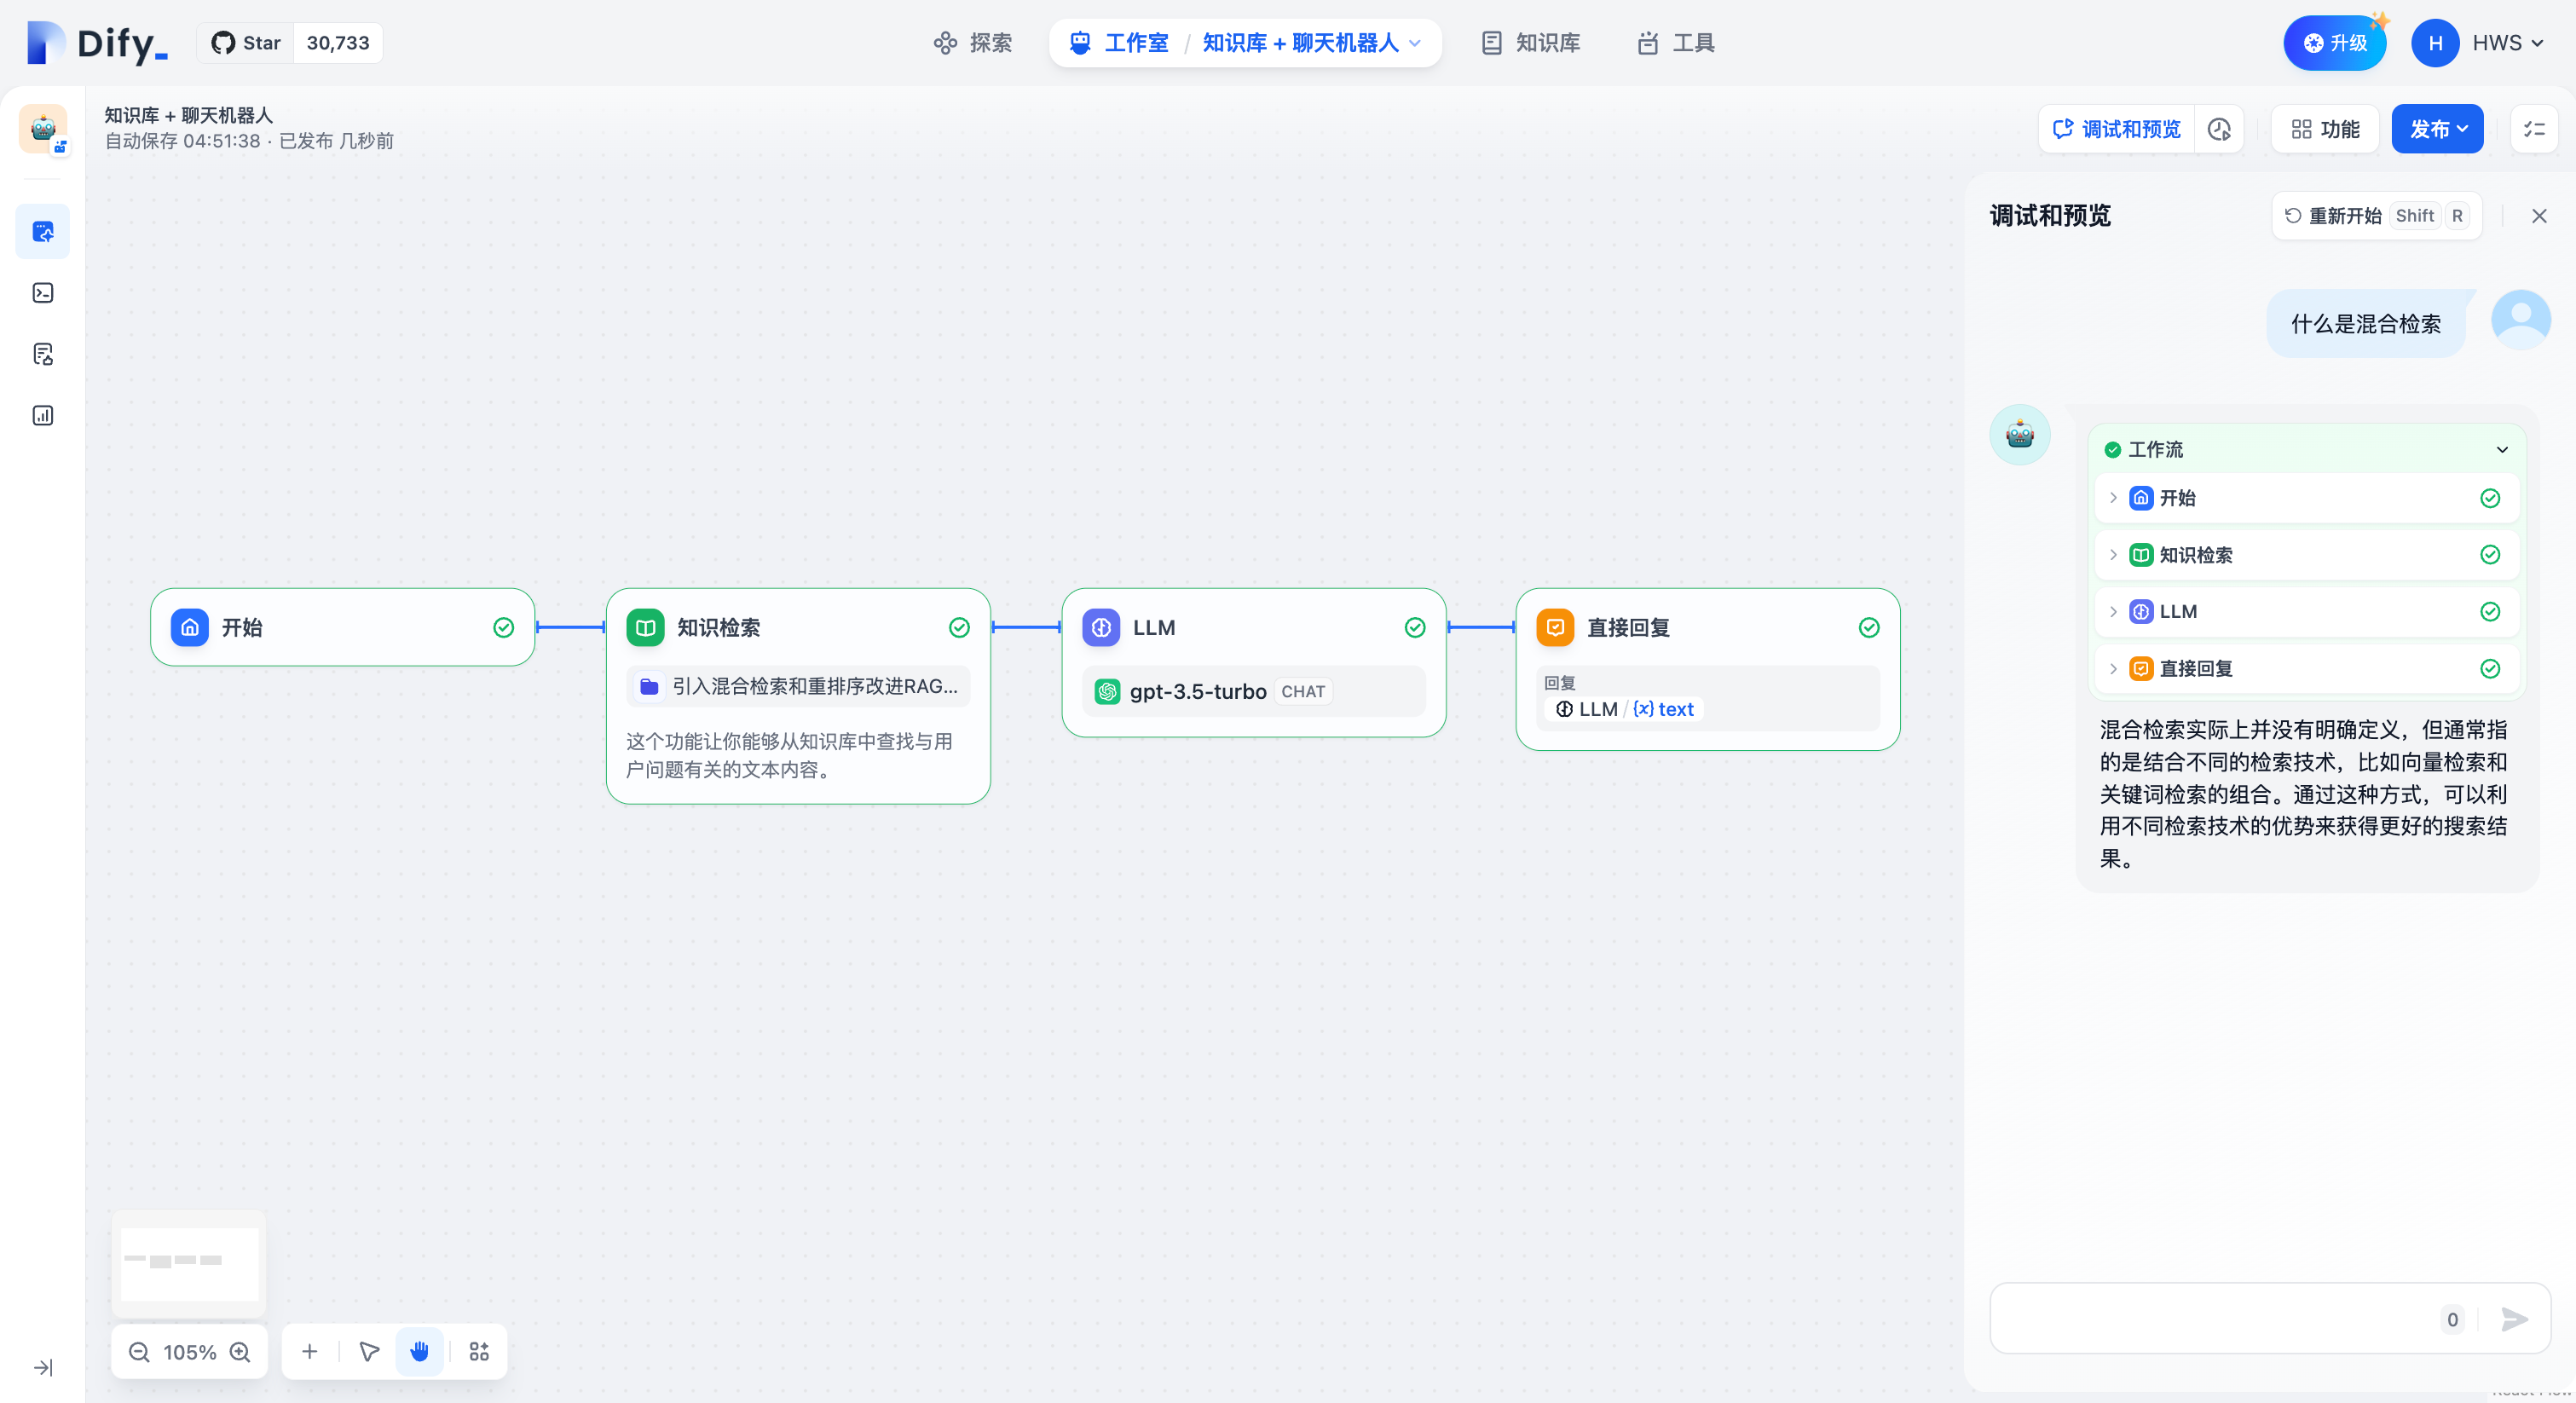 Dify_
Star 30,733
探索
工作室 / 知识库 + 聊天机器人
知识库
工具
升级
H HWS
知识库 + 聊天机器人
自动保存 04:51:38 · 已发布 几秒前
调试和预览
功能
发布
开始
知识检索
引入混合检索和重排序改进RAG...
这个功能让你能够从知识库中查找与用
户问题有关的文本内容。
LLM
gpt-3.5-turbo CHAT
直接回复
回复
LLM / {x} text
调试和预览
重新开始 Shift R
什么是混合检索
工作流
开始
知识检索
LLM
直接回复
混合检索实际上并没有明确定义，但通常指
的是结合不同的检索技术，比如向量检索和
关键词检索的组合。通过这种方式，可以利
用不同检索技术的优势来获得更好的搜索结
果。
0
105%